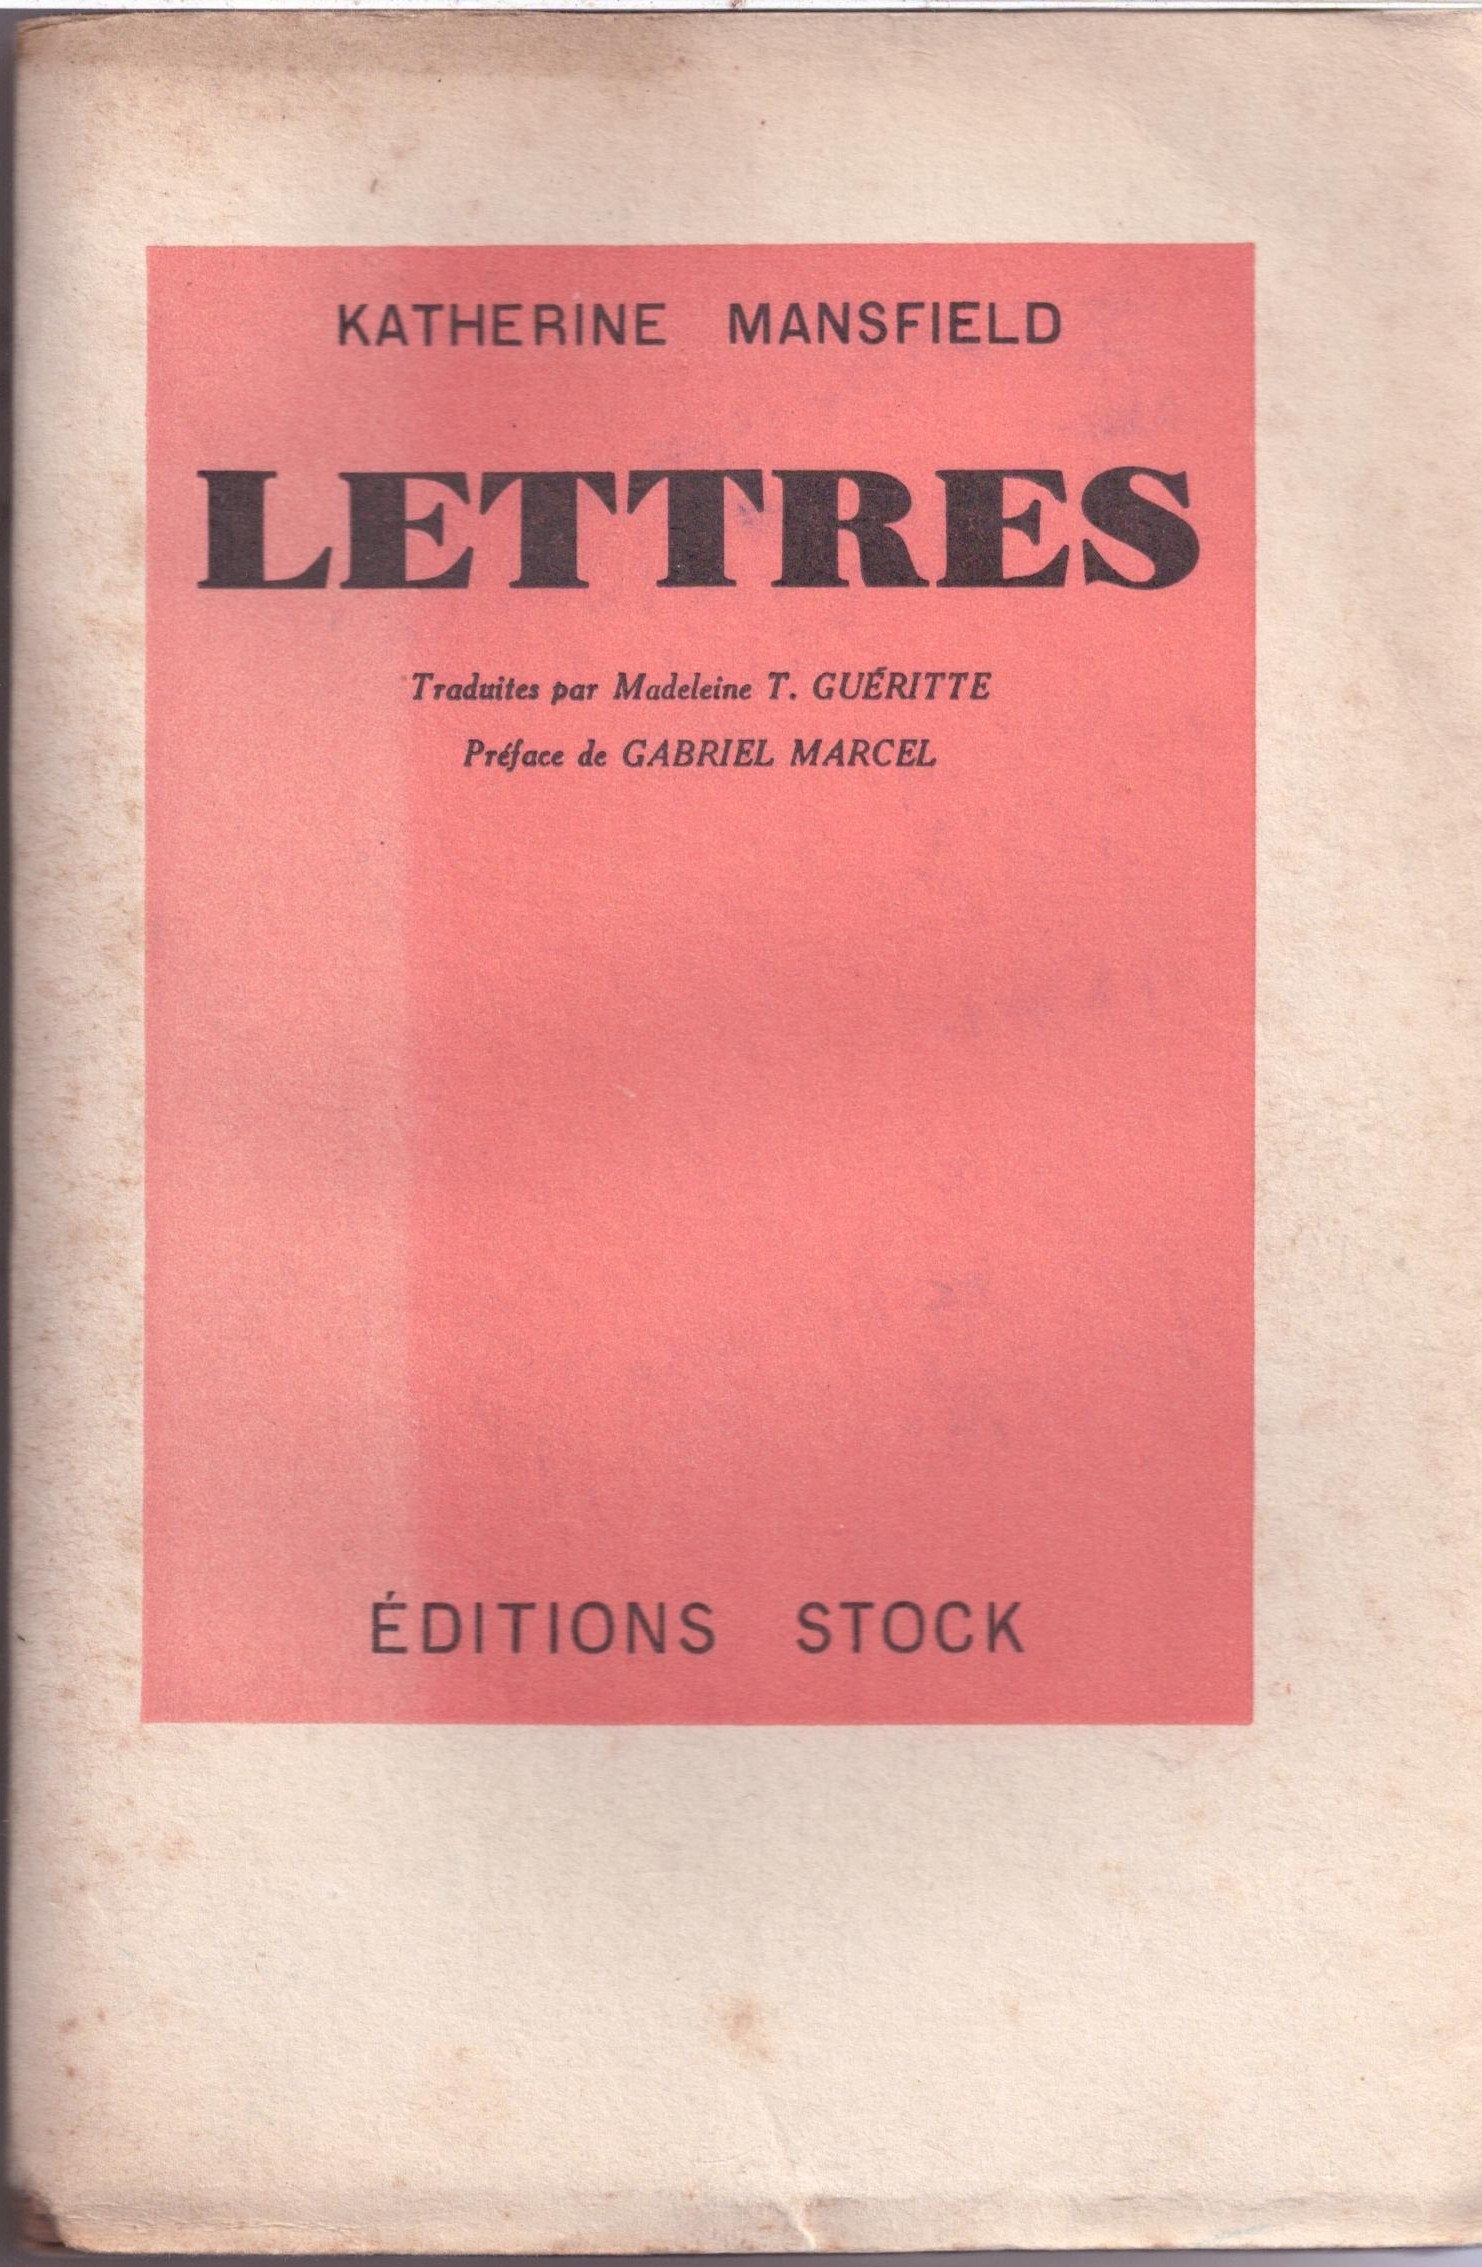 KATHERINE MANSFIELD
LETTRES
Traduites par Madeleine T. GUÉRITTE
Préface de GABRIEL MARCEL
ÉDITIONS STOCK